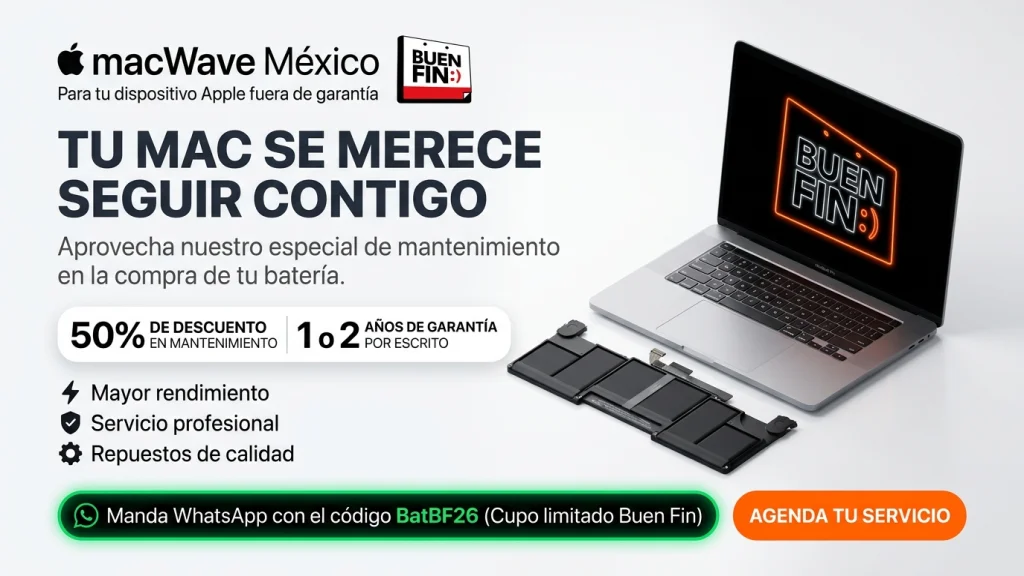 macWave México
Para tu dispositivo Apple fuera de garantía
BUEN
FIN:)
TU MAC SE MERECE
SEGUIR CONTIGO
Aprovecha nuestro especial de mantenimiento
en la compra de tu batería.
50% DE DESCUENTO
EN MANTENIMIENTO
1 o 2 AÑOS DE GARANTÍA
POR ESCRITO
Mayor rendimiento
Servicio profesional
Repuestos de calidad
BUEN
FIN:)
Manda WhatsApp con el código BatBF26 (Cupo limitado Buen Fin)
AGENDA TU SERVICIO